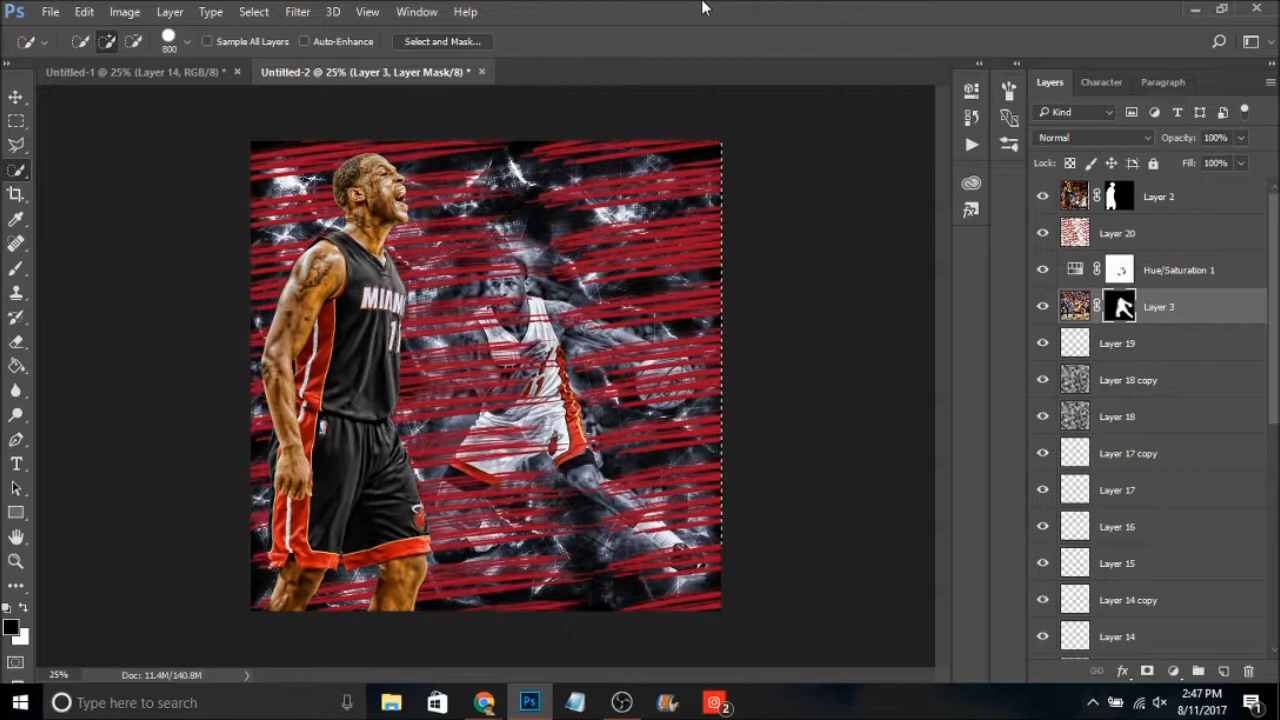 Ps File Edit Image Layer Type Select Filter 3D View Window Help
800 Sample All Layers Auto-Enhance Select and Mask...
Untitled-1 @ 25% (Layer 14, RGB/8) * × Untitled-2 @ 25% (Layer 3, Layer Mask/8) * ×
Layers Character Paragraph
Kind
Normal Opacity: 100%
Lock: Fill: 100%
Layer 2
Layer 20
Hue/Saturation 1
Layer 3
Layer 19
Layer 18 copy
Layer 18
Layer 17 copy
Layer 17
Layer 16
Layer 15
Layer 14 copy
Layer 14
MIAMI
25% Doc: 11.4M/140.8M
Type here to search
Ps
2
2:47 PM
8/11/2017
1